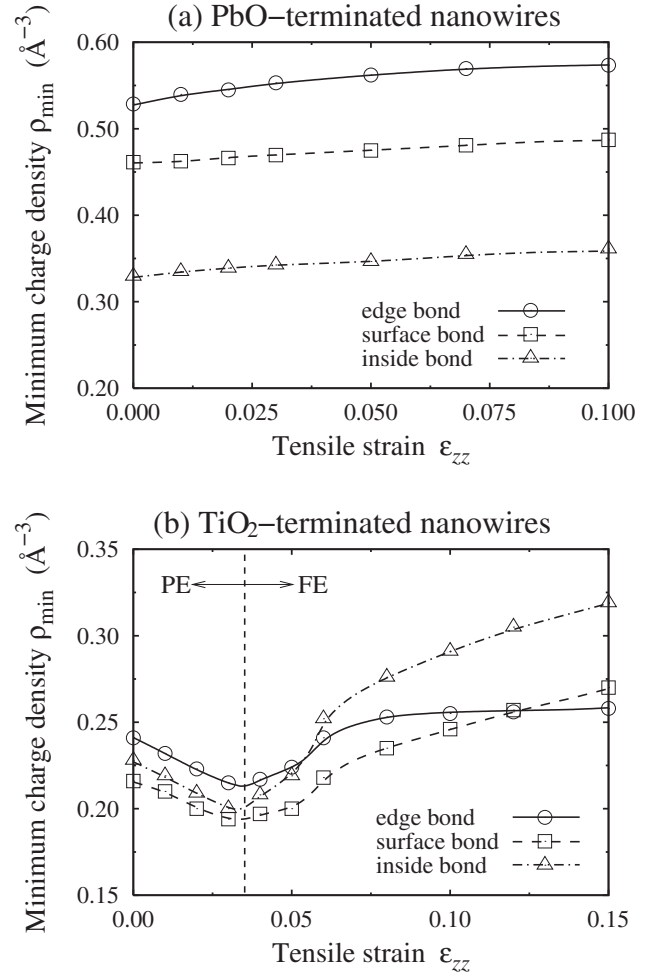 (a) PbO−terminated nanowires
Minimum charge density ρmin (Å−3)
0.60
0.50
0.40
0.30
0.20
edge bond
surface bond
inside bond
0.000 0.025 0.050 0.075 0.100
Tensile strain εzz
(b) TiO2−terminated nanowires
Minimum charge density ρmin (Å−3)
0.35
0.30
0.25
0.20
0.15
PE FE
edge bond
surface bond
inside bond
0.00 0.05 0.10 0.15
Tensile strain εzz